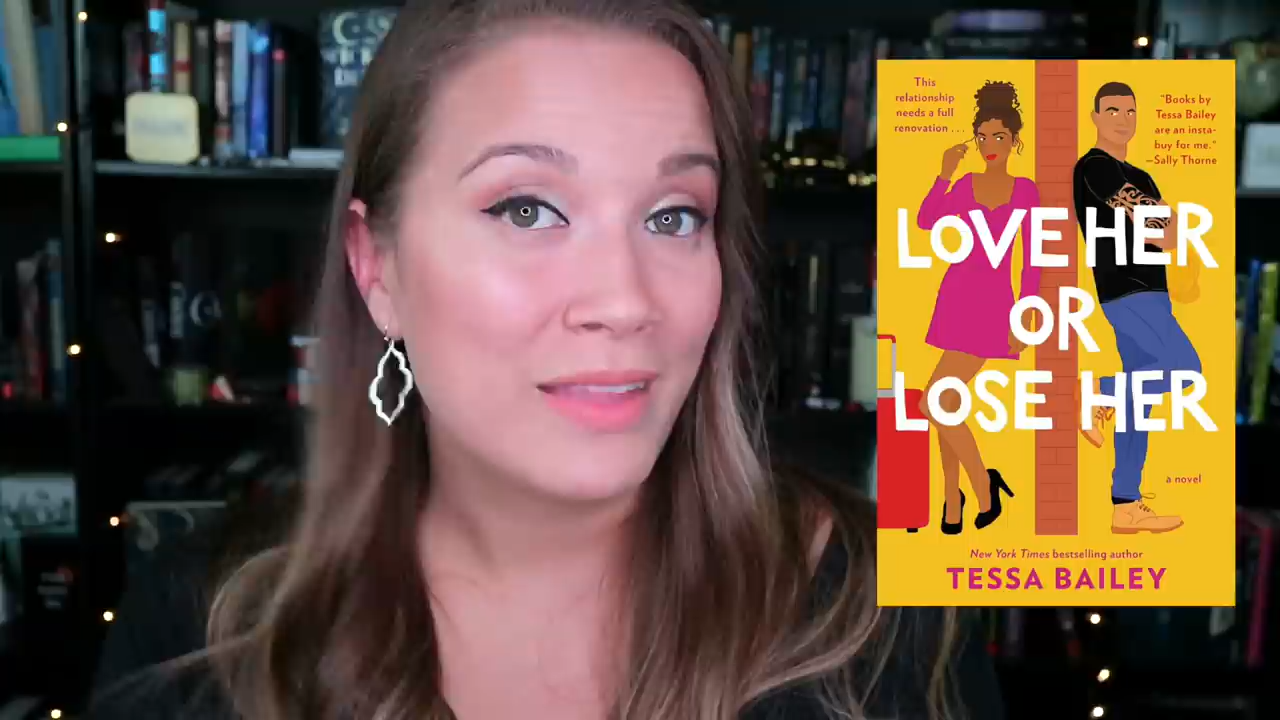 This
relationship
needs a full
renovation . . .
"Books by
Tessa Bailey
are an insta-
buy for me."
—Sally Thorne
LOVE HER
OR
LOSE HER
a novel
New York Times bestselling author
TESSA BAILEY